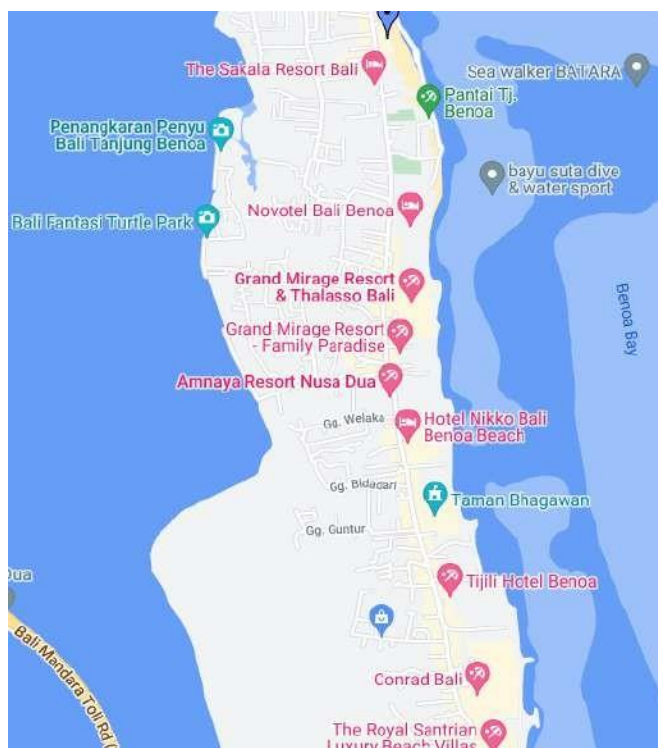 The Sakala Resort Bali
Sea walker BATARA
Pantai Tj.
Benoa
Penangkaran Penyu
Bali Tanjung Benoa
bayu suta dive
& water sport
Novotel Bali Benoa
Bali Fantasi Turtle Park
Grand Mirage Resort
& Thalasso Bali
Benoa Bay
Grand Mirage Resort
- Family Paradise
Amnaya Resort Nusa Dua
Gg. Welaka
Hotel Nikko Bali
Benoa Beach
Gg. Bidadari
Taman Bhagawan
Gg. Guntur
Tijili Hotel Benoa
Dua
Bali Mandara Toll Rd (
Conrad Bali
The Royal Santrian
Luxury Beach Villas